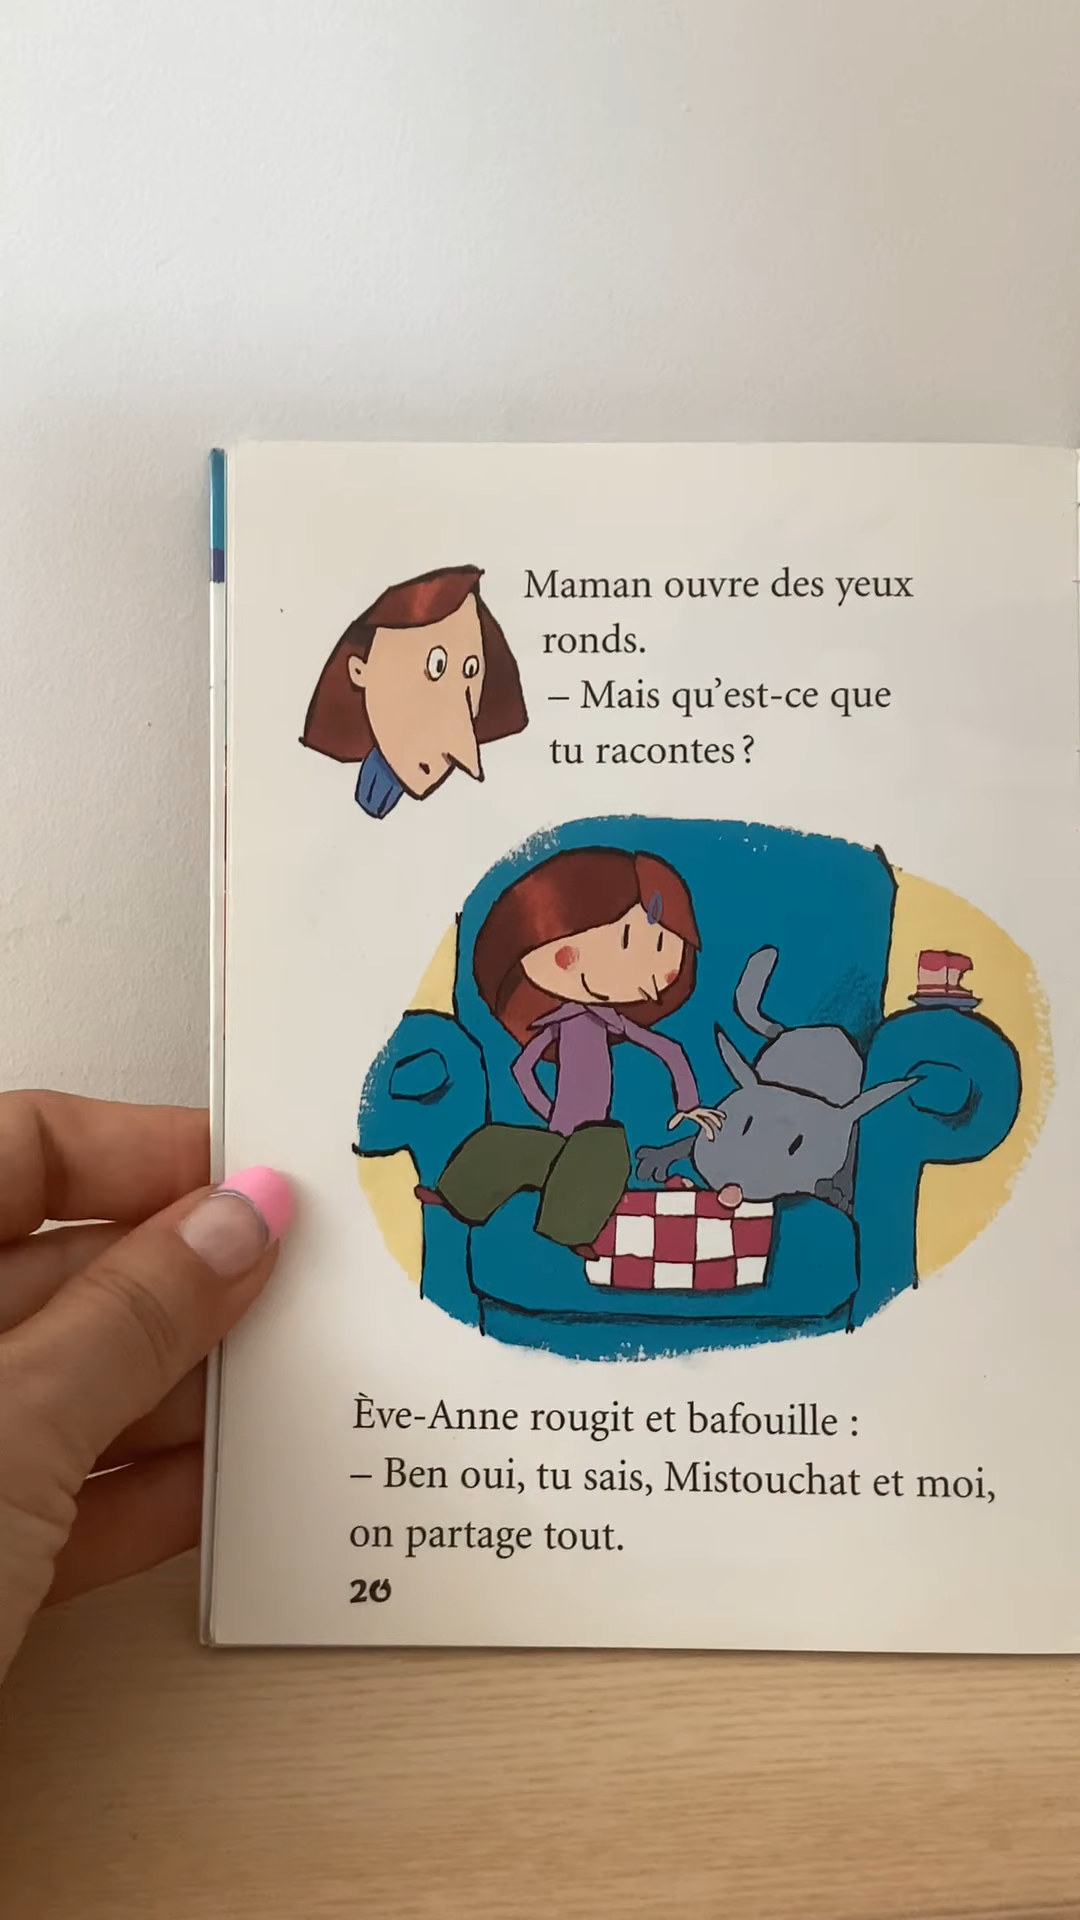 Maman ouvre des yeux
ronds.
– Mais qu’est-ce que
tu racontes ?
Ève-Anne rougit et bafouille :
– Ben oui, tu sais, Mistouchat et moi,
on partage tout.
26